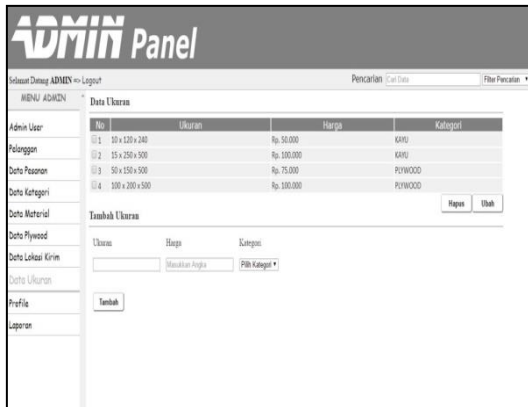 ADMIN Panel
Selamat Datang ADMIN => Logout
Pencarian Cari Data Filter Pencarian
MENU ADMIN
Admin User
Pelanggan
Data Pesanan
Data Kategori
Data Material
Data Plywood
Data Lokasi Kirim
Data Ukuran
Profile
Laporan
Data Ukuran
No Ukuran Harga Kategori
1 10 x 120 x 240 Rp. 50.000 KAYU
2 15 x 250 x 500 Rp. 100.000 KAYU
3 50 x 150 x 500 Rp. 75.000 PLYWOOD
4 100 x 200 x 500 Rp. 100.000 PLYWOOD
Hapus Ubah
Tambah Ukuran
Ukuran Harga Kategori
Masukkan Angka Pilih Kategori
Tambah